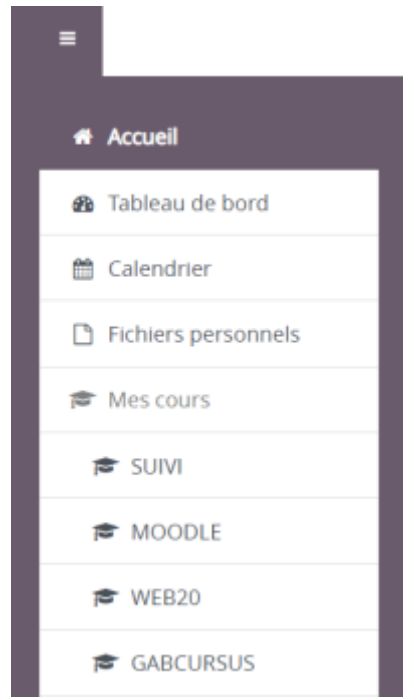 Accueil
Tableau de bord
Calendrier
Fichiers personnels
Mes cours
SUIVI
MOODLE
WEB20
GABCURSUS